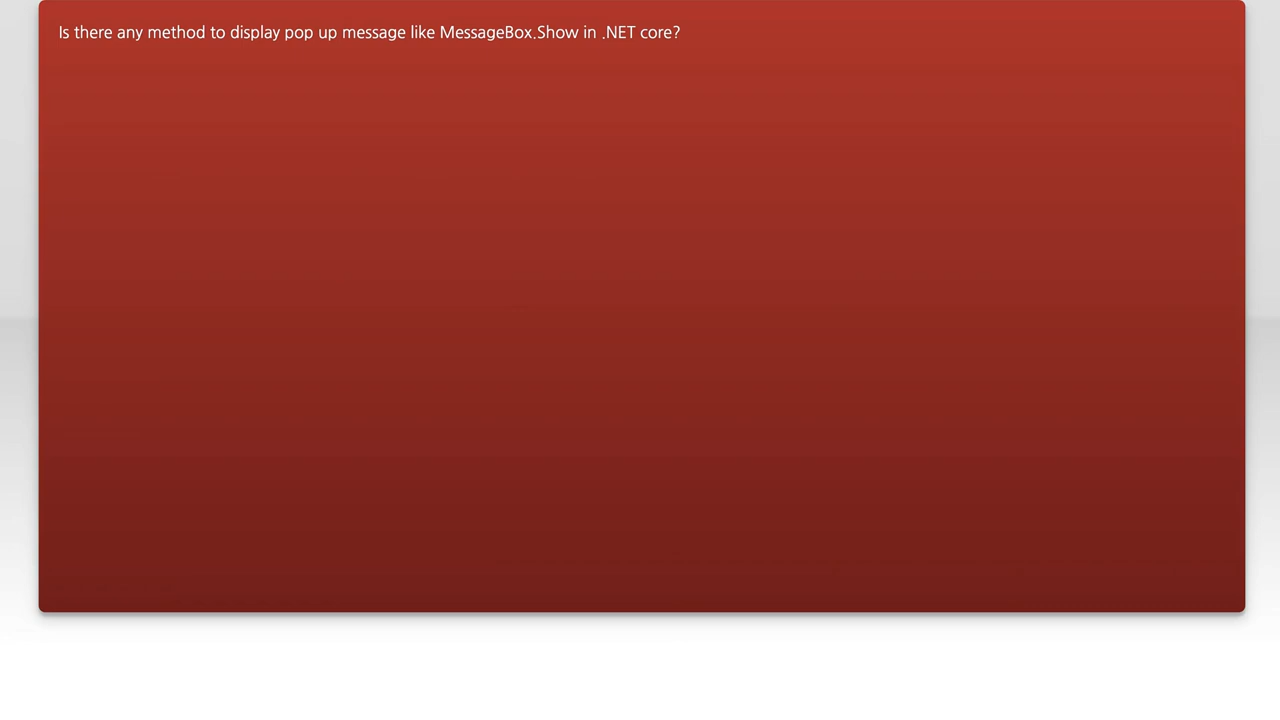 Is there any method to display pop up message like MessageBox.Show in .NET core?